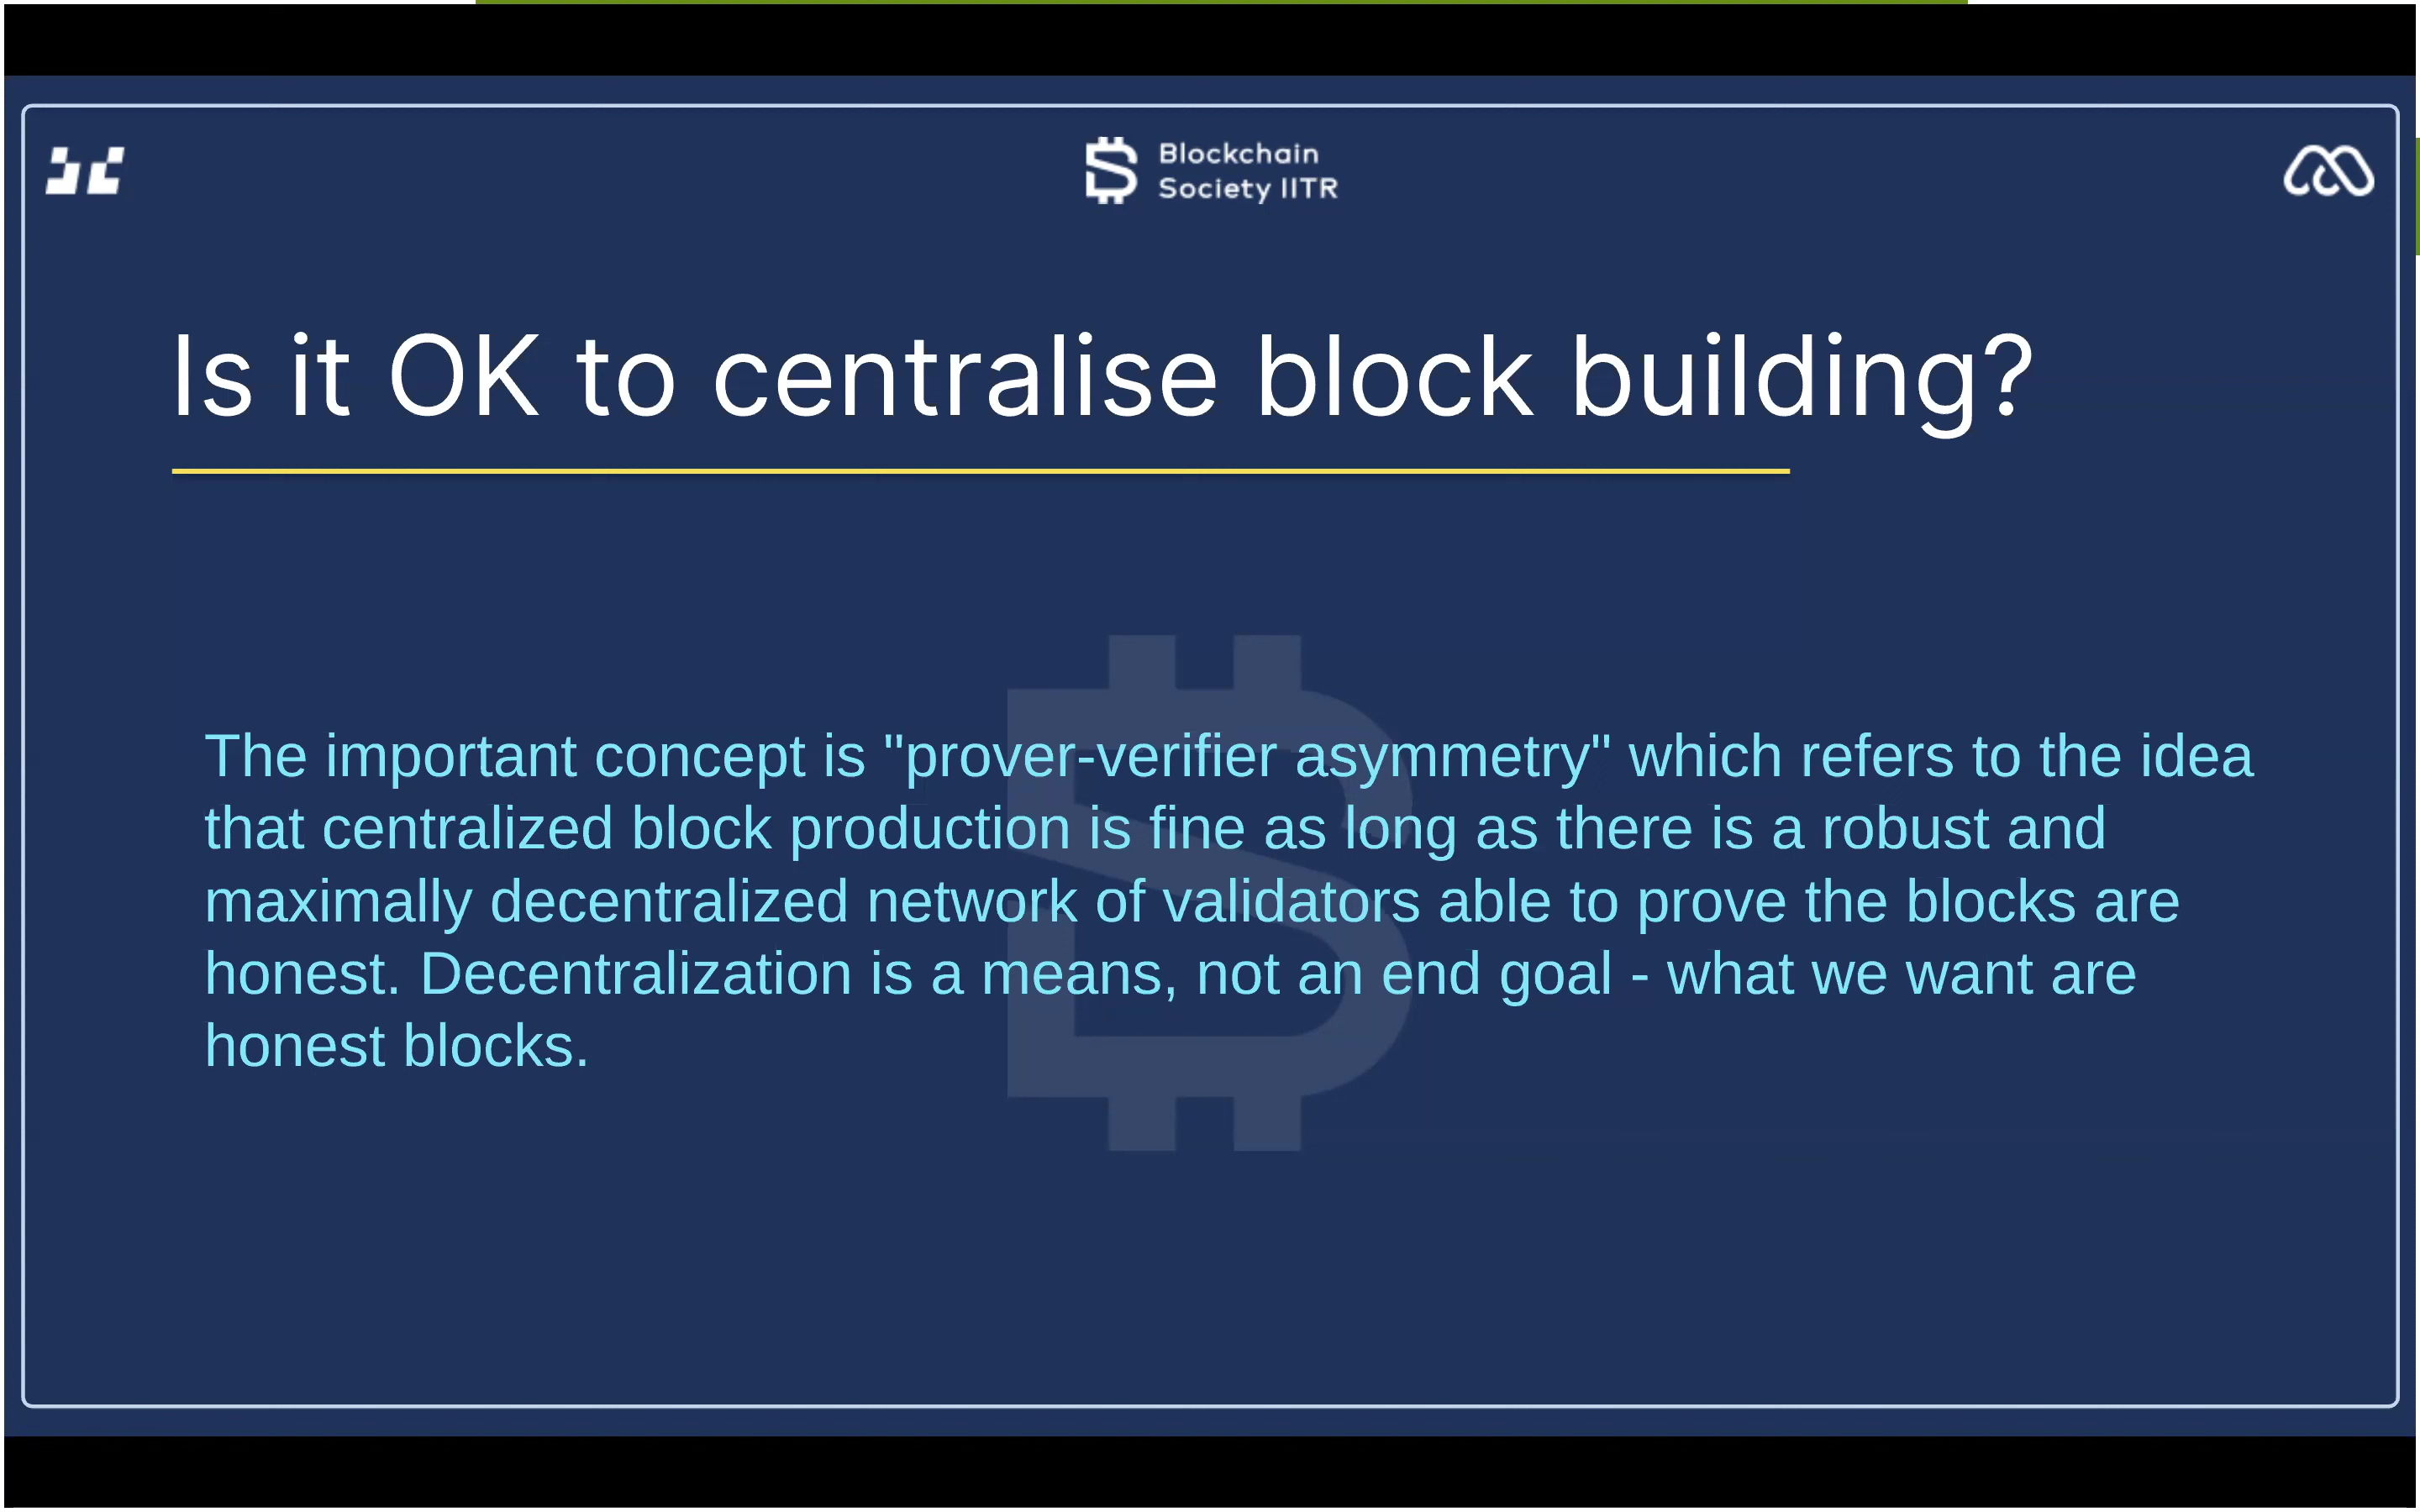 Blockchain
Society IITR
Is it OK to centralise block building?
The important concept is "prover-verifier asymmetry" which refers to the idea
that centralized block production is fine as long as there is a robust and
maximally decentralized network of validators able to prove the blocks are
honest. Decentralization is a means, not an end goal - what we want are
honest blocks.